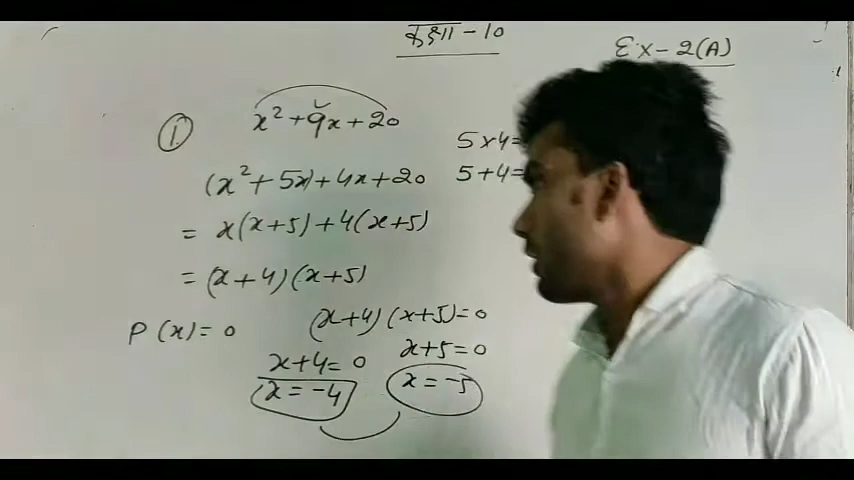 कक्षा - 10
Ex - 2(A)
① x² + 9x + 20
5 x 4 =
(x² + 5x) + 4x + 20
5 + 4 =
= x(x + 5) + 4(x + 5)
= (x + 4) (x + 5)
P (x) = 0
(x + 4) (x + 5) = 0
x + 4 = 0
x + 5 = 0
x = -4
x = -5